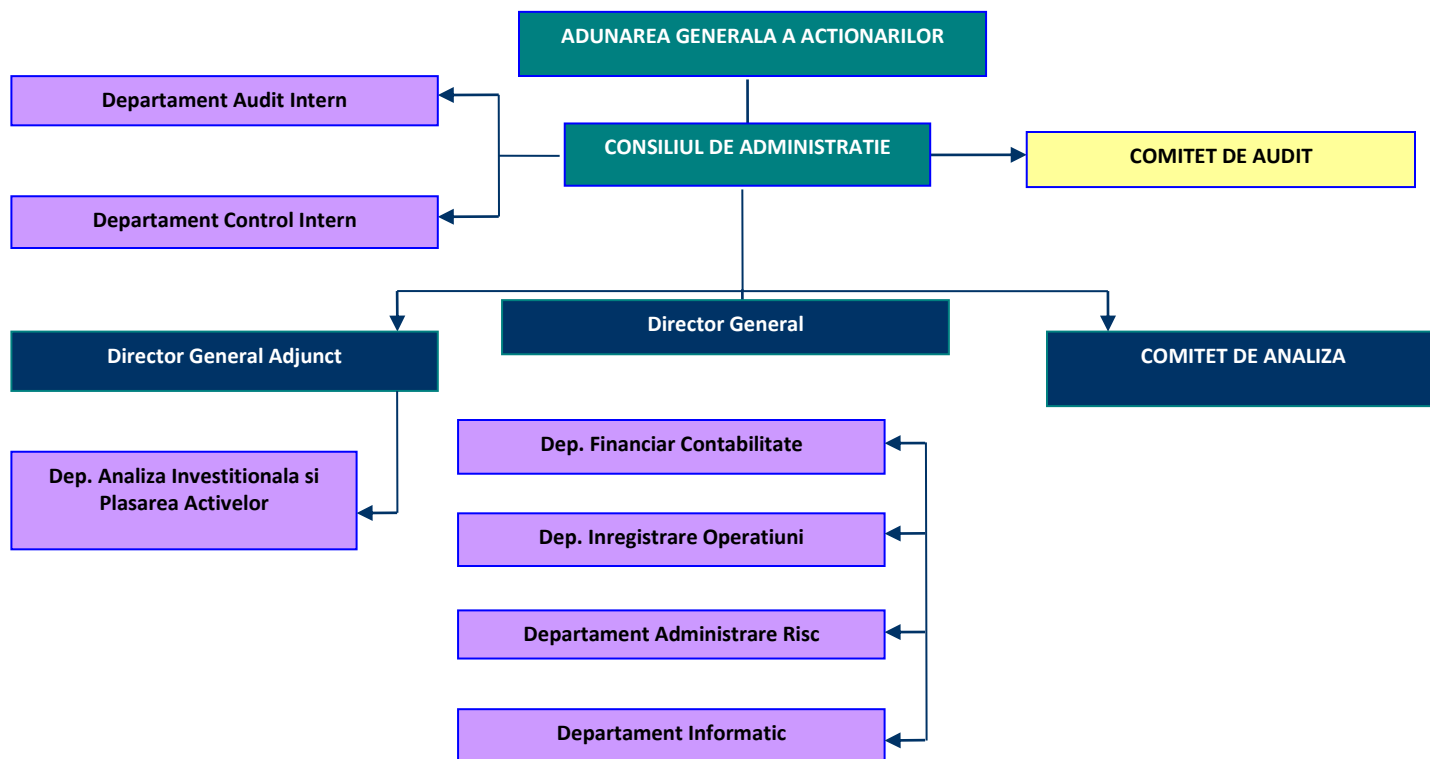 ADUNAREA GENERALA A ACTIONARILOR
Departament Audit Intern
CONSILIUL DE ADMINISTRATIE
COMITET DE AUDIT
Departament Control Intern
Director General
Director General Adjunct
COMITET DE ANALIZA
Dep. Financiar Contabilitate
Dep. Analiza Investitionala si
Plasarea Activelor
Dep. Inregistrare Operatiuni
Departament Administrare Risc
Departament Informatic